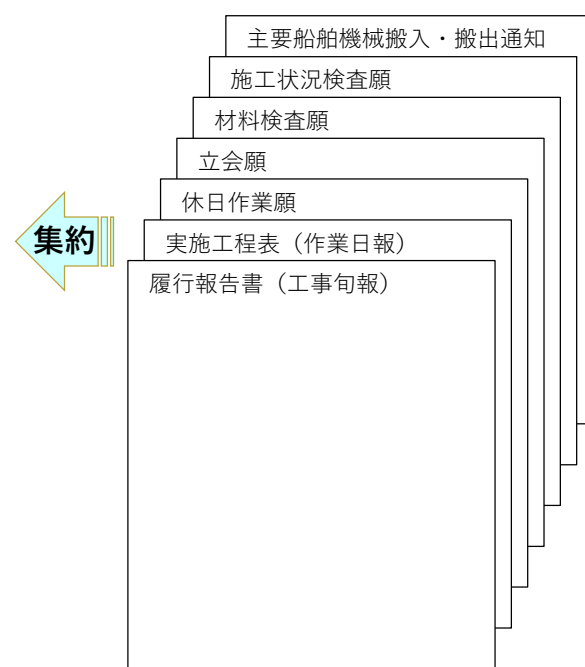 主要船舶機械搬入・搬出通知
施工状況検査願
材料検査願
立会願
休日作業願
集約
実施工程表（作業日報）
履行報告書（工事旬報）